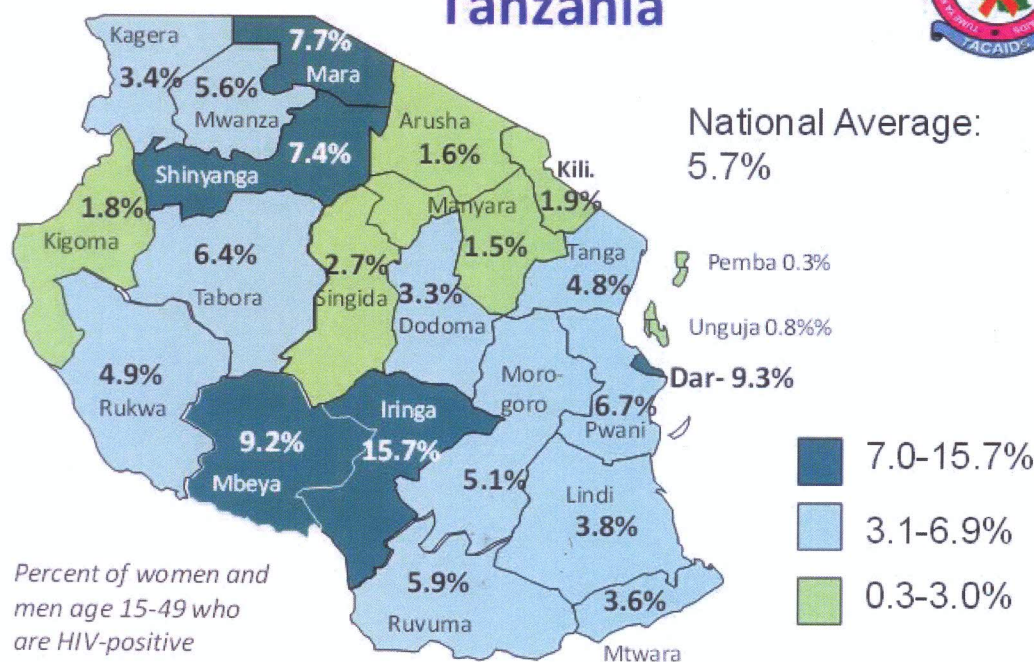 Tanzania
TACAIDS
Kagera
3.4%
7.7%
Mara
5.6%
Mwanza
Arusha
1.6%
7.4%
Shinyanga
Kili.
1.9%
National Average:
5.7%
1.8%
Kigoma
Manyara
1.5%
6.4%
Tabora
2.7%
Singida
3.3%
Dodoma
Tanga
4.8%
Pemba 0.3%
Unguja 0.8%%
Dar- 9.3%
4.9%
Rukwa
Moro-
goro
5.1%
6.7%
Pwani
Iringa
15.7%
9.2%
Mbeya
Lindi
3.8%
5.9%
Ruvuma
3.6%
Mtwara
7.0-15.7%
3.1-6.9%
0.3-3.0%
Percent of women and
men age 15-49 who
are HIV-positive